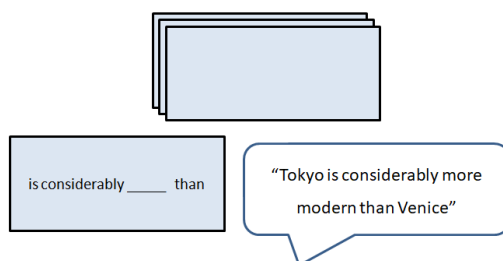 is considerably _____ than
“Tokyo is considerably more
modern than Venice”